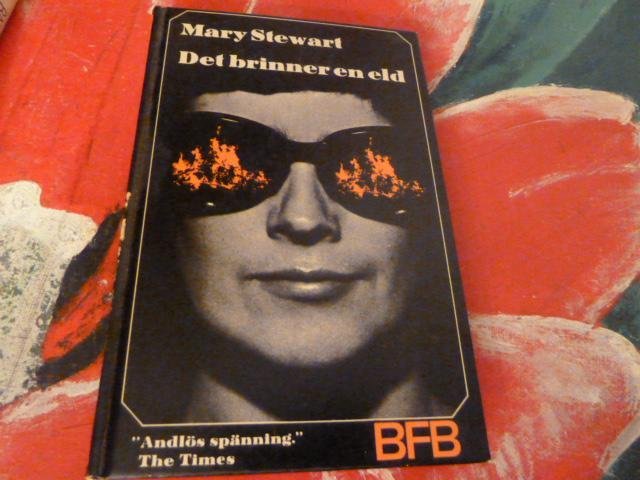 Mary Stewart
Det brinner en eld
"Andlös spänning."
The Times
BFB